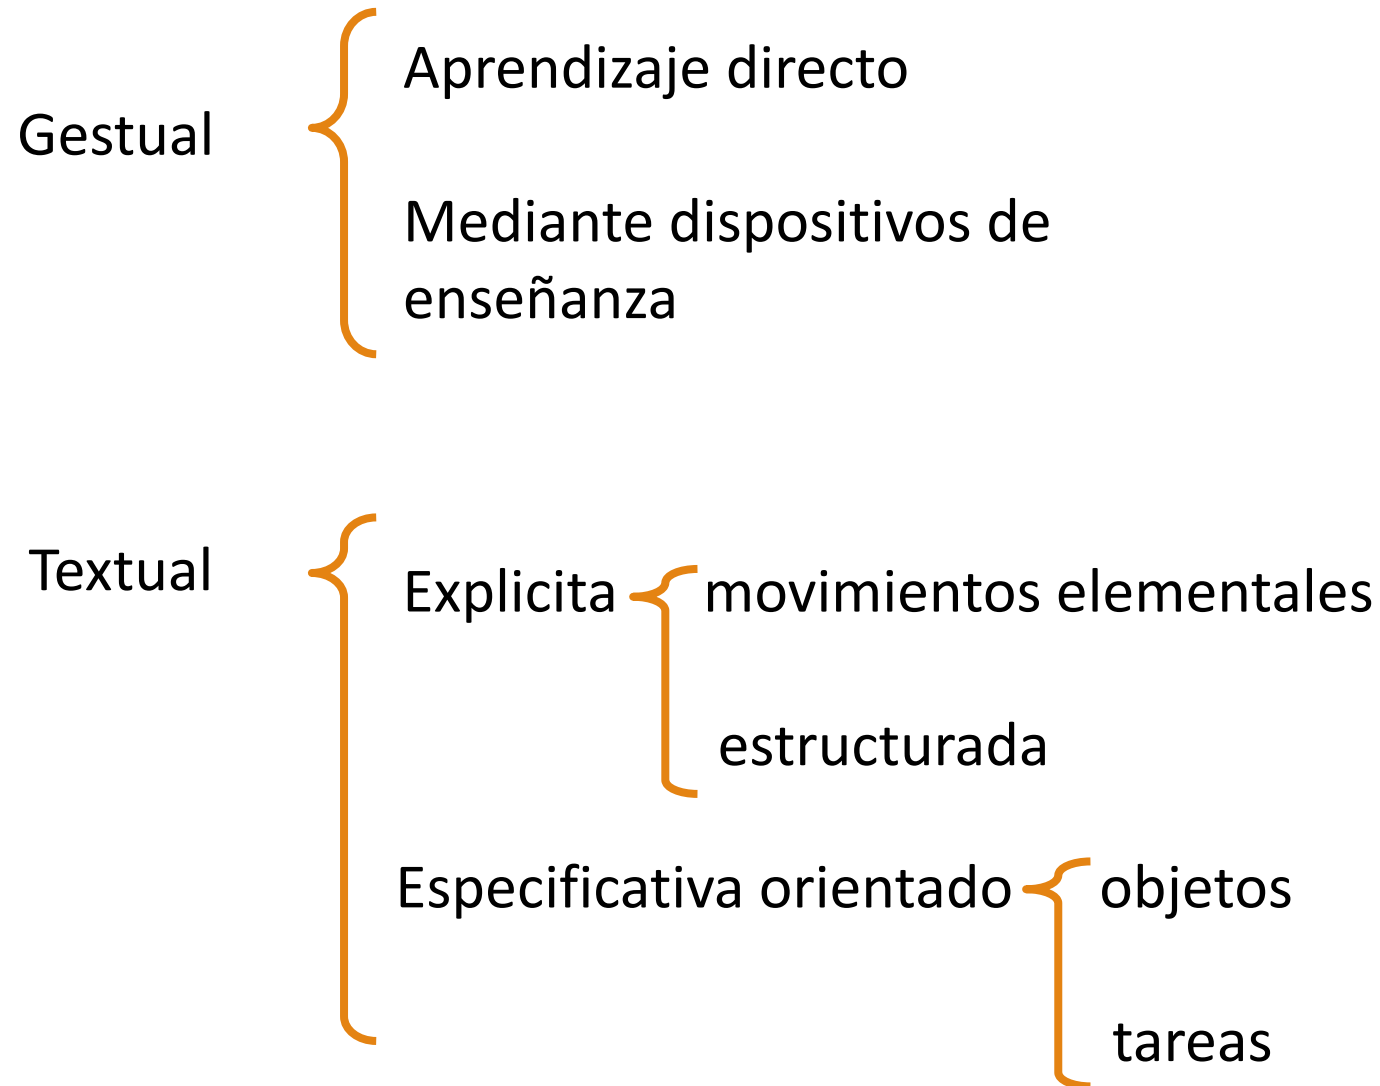 Gestual
Aprendizaje directo
Mediante dispositivos de
enseñanza
Textual
Explicita
movimientos elementales
estructurada
Especificativa orientado
objetos
tareas